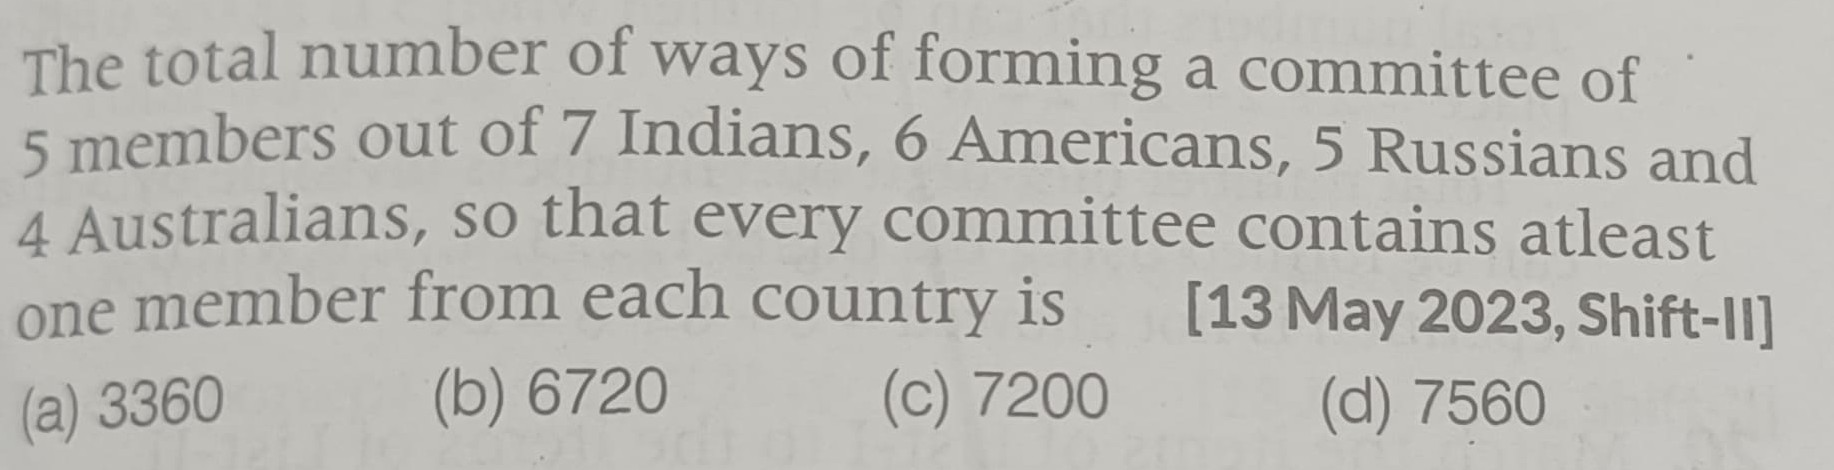 The total number of ways of forming a committee of
5 members out of 7 Indians, 6 Americans, 5 Russians and
4 Australians, so that every committee contains atleast
one member from each country is [13 May 2023, Shift-II]
(a) 3360 (b) 6720 (c) 7200 (d) 7560